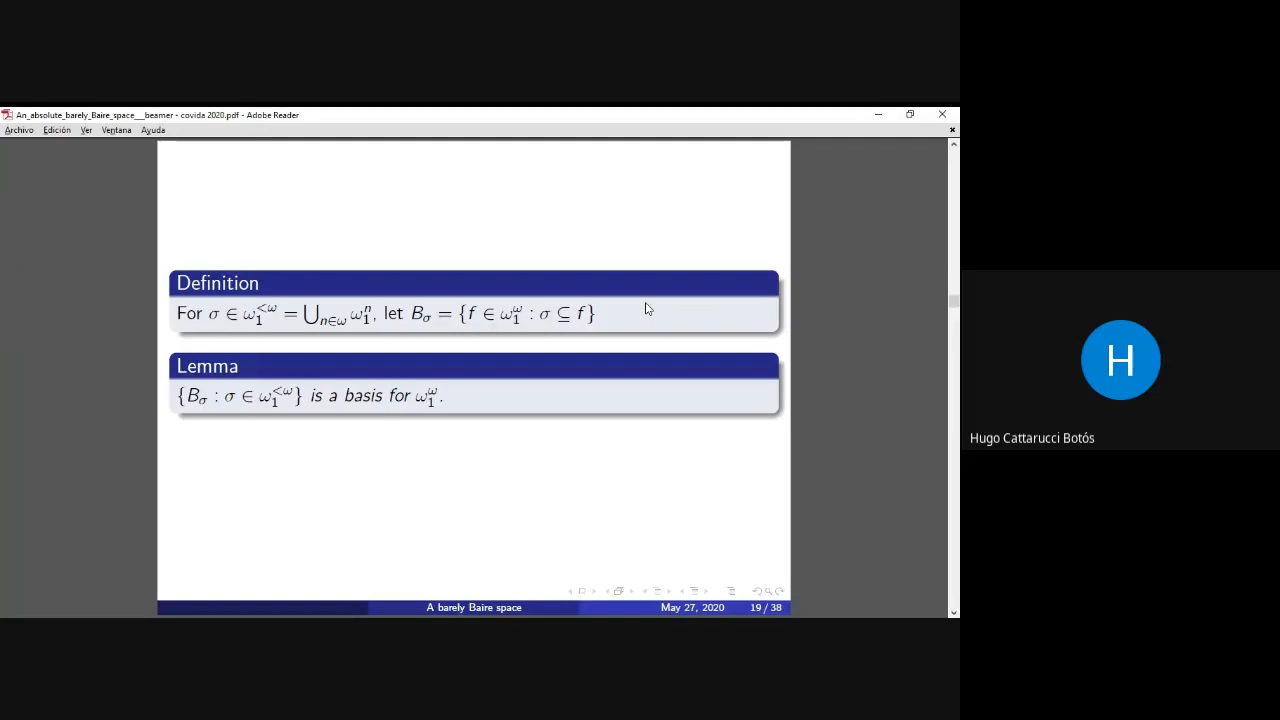 An_absolute_barely_Baire_space__beamer - covida 2020.pdf - Adobe Reader
Archivo Edición Ver Ventana Ayuda
Definition
For σ ∈ ω₁^{<ω} = ⋃_{n∈ω} ω₁ⁿ, let B_σ = {f ∈ ω₁^ω : σ ⊆ f}
Lemma
{B_σ : σ ∈ ω₁^{<ω}} is a basis for ω₁^ω.
A barely Baire space May 27, 2020 19 / 38
H
Hugo Cattarucci Botós